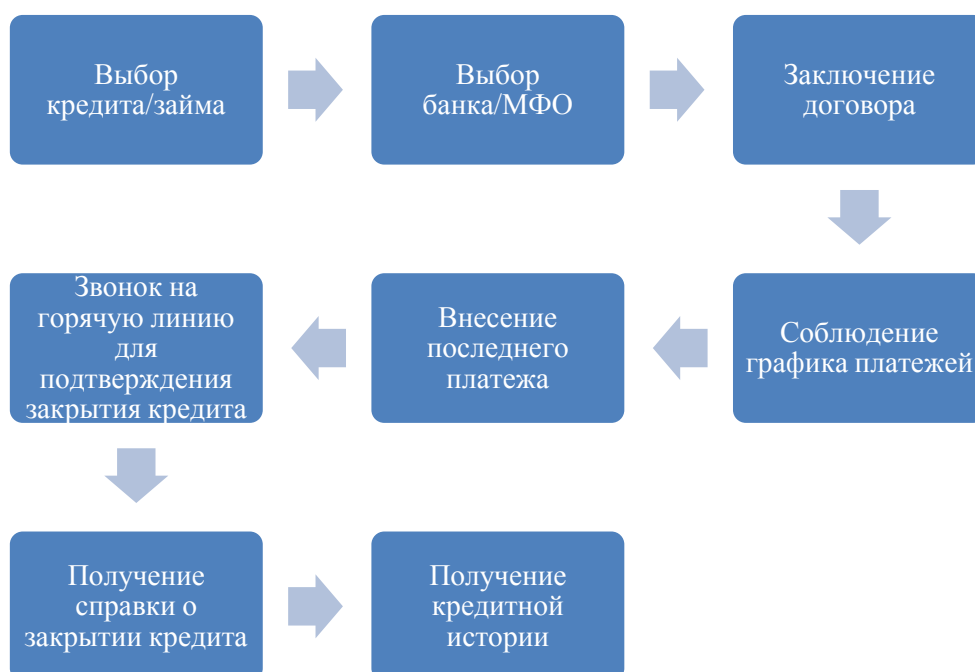 Выбор
кредита/займа
Выбор
банка/МФО
Заключение
договора
Соблюдение
графика платежей
Внесение
последнего
платежа
Звонок на
горячую линию
для
подтверждения
закрытия кредита
Получение
справки о
закрытии кредита
Получение
кредитной
истории